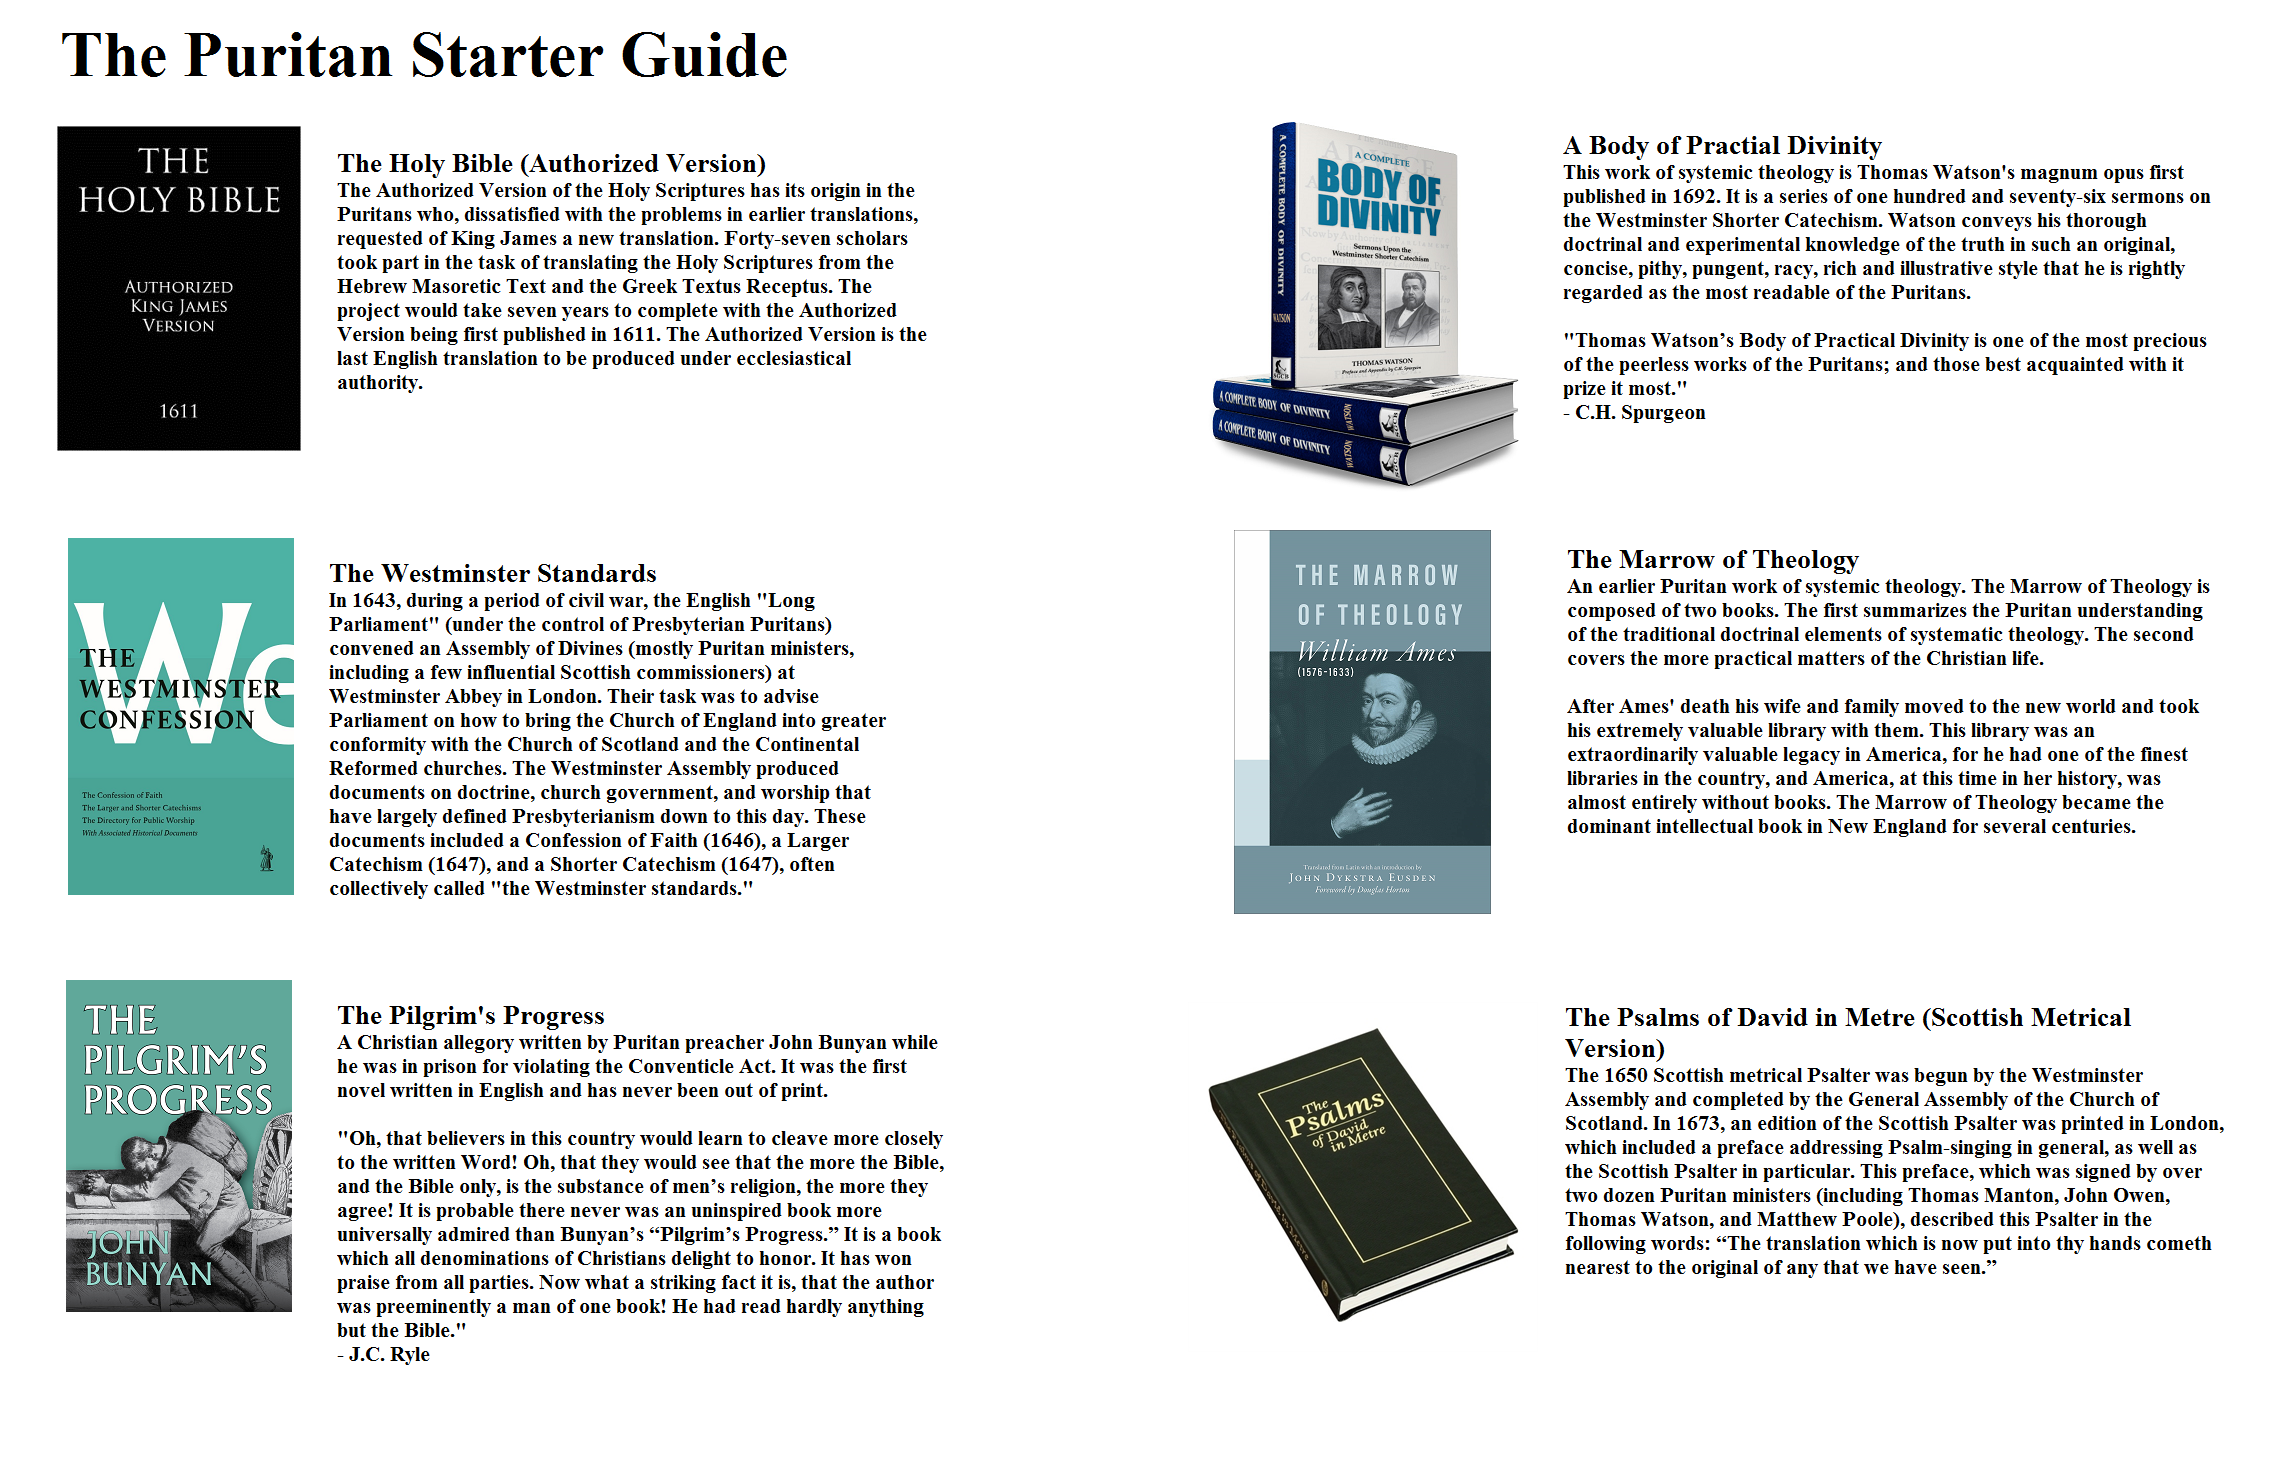 The Puritan Starter Guide
THE
HOLY BIBLE
AUTHORIZED
KING JAMES
VERSION
1611
The Holy Bible (Authorized Version)
The Authorized Version of the Holy Scriptures has its origin in the
Puritans who, dissatisfied with the problems in earlier translations,
requested of King James a new translation. Forty-seven scholars
took part in the task of translating the Holy Scriptures from the
Hebrew Masoretic Text and the Greek Textus Receptus. The
project would take seven years to complete with the Authorized
Version being first published in 1611. The Authorized Version is the
last English translation to be produced under ecclesiastical
authority.
We
THE
WESTMINSTER
CONFESSION
The Confession of Faith
The Larger and Shorter Catechisms
The Directory for Public Worship
With Associated Historical Documents
The Westminster Standards
In 1643, during a period of civil war, the English "Long
Parliament" (under the control of Presbyterian Puritans)
convened an Assembly of Divines (mostly Puritan ministers,
including a few influential Scottish commissioners) at
Westminster Abbey in London. Their task was to advise
Parliament on how to bring the Church of England into greater
conformity with the Church of Scotland and the Continental
Reformed churches. The Westminster Assembly produced
documents on doctrine, church government, and worship that
have largely defined Presbyterianism down to this day. These
documents included a Confession of Faith (1646), a Larger
Catechism (1647), and a Shorter Catechism (1647), often
collectively called "the Westminster standards."
THE
PILGRIM'S
PROGRESS
JOHN
BUNYAN
The Pilgrim's Progress
A Christian allegory written by Puritan preacher John Bunyan while
he was in prison for violating the Conventicle Act. It was the first
novel written in English and has never been out of print.
"Oh, that believers in this country would learn to cleave more closely
to the written Word! Oh, that they would see that the more the Bible,
and the Bible only, is the substance of men’s religion, the more they
agree! It is probable there never was an uninspired book more
universally admired than Bunyan’s “Pilgrim’s Progress.” It is a book
which all denominations of Christians delight to honor. It has won
praise from all parties. Now what a striking fact it is, that the author
was preeminently a man of one book! He had read hardly anything
but the Bible."
- J.C. Ryle
A COMPLETE BODY OF DIVINITY
WATSON
SGCB
A COMPLETE
BODY OF
DIVINITY
Sermons Upon the
Westminster Shorter Catechism
THOMAS WATSON
Preface and Appendix by C.H. Spurgeon
A COMPLETE BODY OF DIVINITY WATSON SGCB
A COMPLETE BODY OF DIVINITY WATSON SGCB
A Body of Practial Divinity
This work of systemic theology is Thomas Watson's magnum opus first
published in 1692. It is a series of one hundred and seventy-six sermons on
the Westminster Shorter Catechism. Watson conveys his thorough
doctrinal and experimental knowledge of the truth in such an original,
concise, pithy, pungent, racy, rich and illustrative style that he is rightly
regarded as the most readable of the Puritans.
"Thomas Watson’s Body of Practical Divinity is one of the most precious
of the peerless works of the Puritans; and those best acquainted with it
prize it most."
- C.H. Spurgeon
THE MARROW
OF THEOLOGY
William Ames
(1576-1633)
Translated from Latin with an introduction by
JOHN DYKSTRA EUSDEN
Foreword by Douglas Horton
The Marrow of Theology
An earlier Puritan work of systemic theology. The Marrow of Theology is
composed of two books. The first summarizes the Puritan understanding
of the traditional doctrinal elements of systematic theology. The second
covers the more practical matters of the Christian life.
After Ames' death his wife and family moved to the new world and took
his extremely valuable library with them. This library was an
extraordinarily valuable legacy in America, for he had one of the finest
libraries in the country, and America, at this time in her history, was
almost entirely without books. The Marrow of Theology became the
dominant intellectual book in New England for several centuries.
The
Psalms
of David
in Metre
The Psalms of David in Metre (Scottish Metrical
Version)
The 1650 Scottish metrical Psalter was begun by the Westminster
Assembly and completed by the General Assembly of the Church of
Scotland. In 1673, an edition of the Scottish Psalter was printed in London,
which included a preface addressing Psalm-singing in general, as well as
the Scottish Psalter in particular. This preface, which was signed by over
two dozen Puritan ministers (including Thomas Manton, John Owen,
Thomas Watson, and Matthew Poole), described this Psalter in the
following words: “The translation which is now put into thy hands cometh
nearest to the original of any that we have seen.”